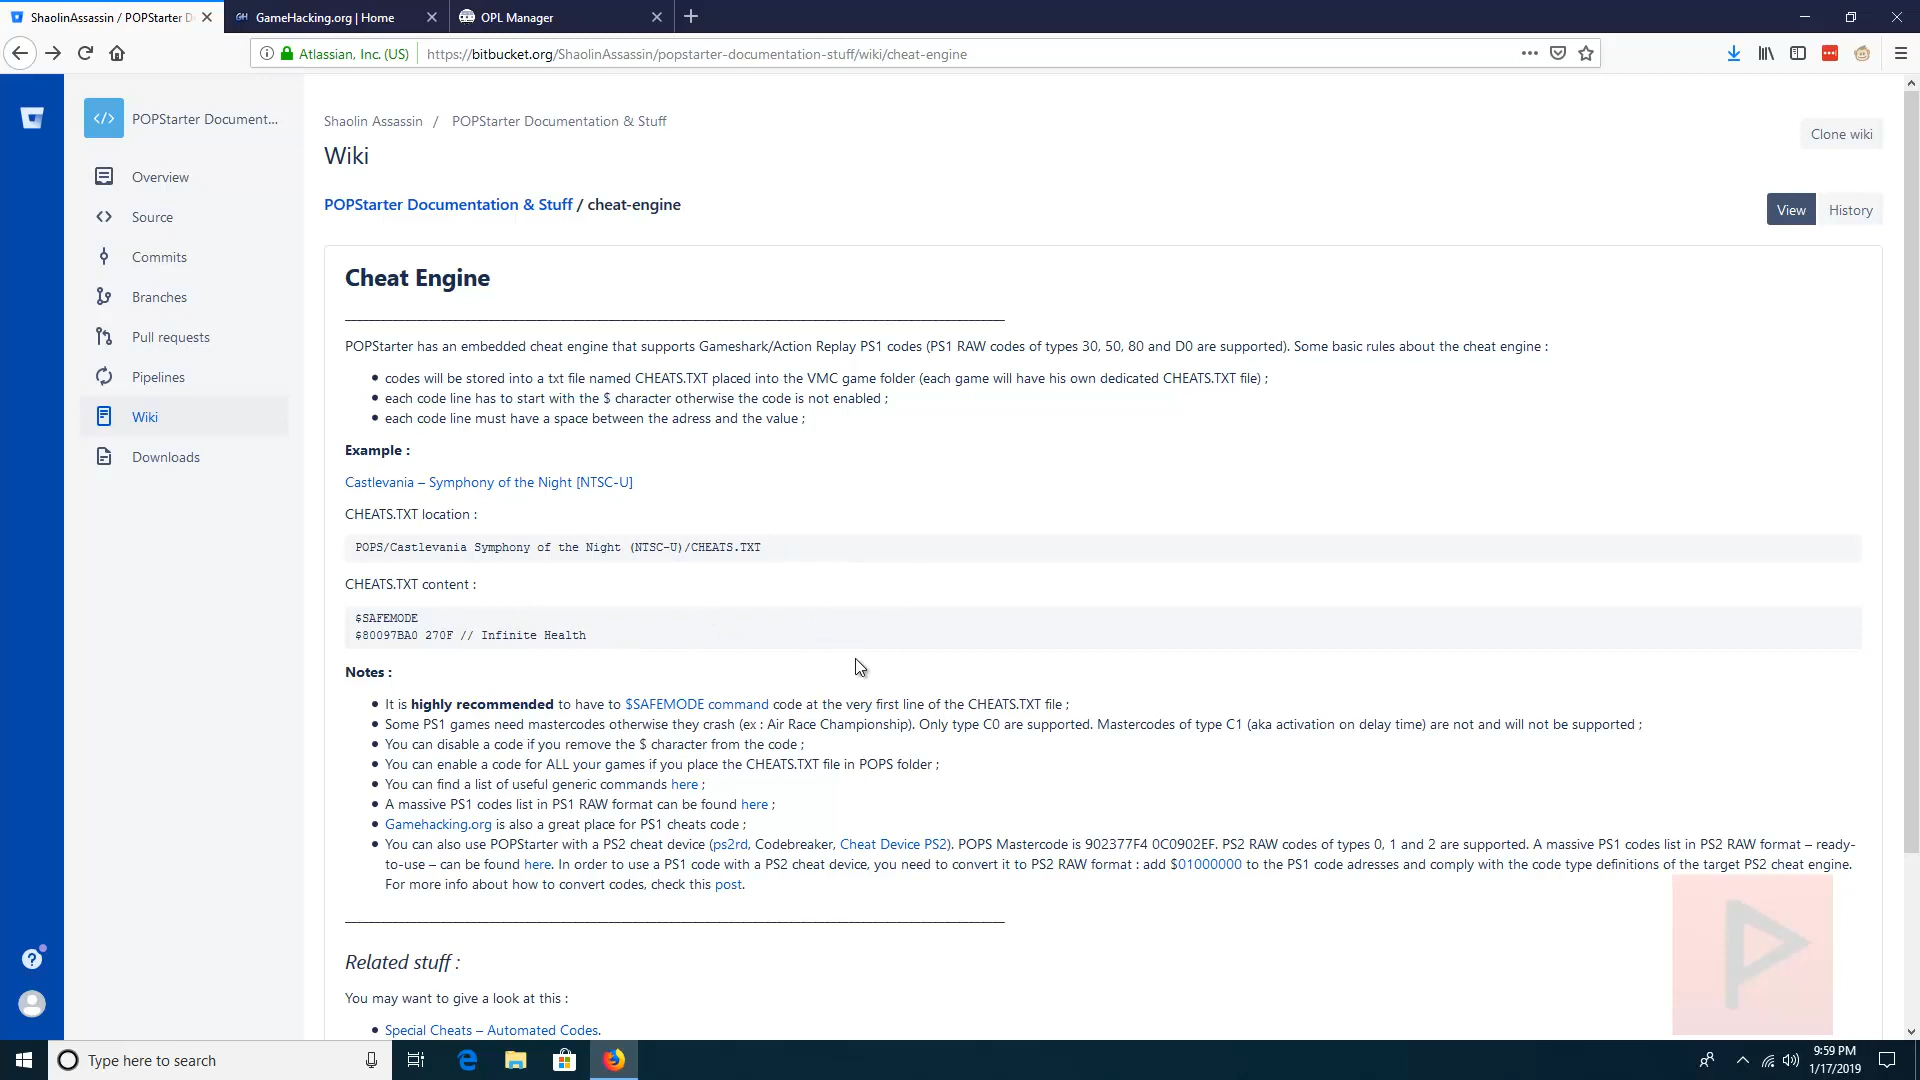 ShaolinAssassin / POPStarter D
GH GameHacking.org | Home
OPL Manager
Atlassian, Inc. (US)
https://bitbucket.org/ShaolinAssassin/popstarter-documentation-stuff/wiki/cheat-engine
POPStarter Document...
Overview
Source
Commits
Branches
Pull requests
Pipelines
Wiki
Downloads
Shaolin Assassin / POPStarter Documentation & Stuff
Wiki
Clone wiki
POPStarter Documentation & Stuff / cheat-engine
View
History
Cheat Engine
POPStarter has an embedded cheat engine that supports Gameshark/Action Replay PS1 codes (PS1 RAW codes of types 30, 50, 80 and D0 are supported). Some basic rules about the cheat engine :
codes will be stored into a txt file named CHEATS.TXT placed into the VMC game folder (each game will have his own dedicated CHEATS.TXT file) ;
each code line has to start with the $ character otherwise the code is not enabled ;
each code line must have a space between the adress and the value ;
Example :
Castlevania – Symphony of the Night [NTSC-U]
CHEATS.TXT location :
POPS/Castlevania Symphony of the Night (NTSC-U)/CHEATS.TXT
CHEATS.TXT content :
$SAFEMODE
$80097BA0 270F // Infinite Health
Notes :
It is highly recommended to have to $SAFEMODE command code at the very first line of the CHEATS.TXT file ;
Some PS1 games need mastercodes otherwise they crash (ex : Air Race Championship). Only type C0 are supported. Mastercodes of type C1 (aka activation on delay time) are not and will not be supported ;
You can disable a code if you remove the $ character from the code ;
You can enable a code for ALL your games if you place the CHEATS.TXT file in POPS folder ;
You can find a list of useful generic commands here ;
A massive PS1 codes list in PS1 RAW format can be found here ;
Gamehacking.org is also a great place for PS1 cheats code ;
You can also use POPStarter with a PS2 cheat device (ps2rd, Codebreaker, Cheat Device PS2). POPS Mastercode is 902377F4 0C0902EF. PS2 RAW codes of types 0, 1 and 2 are supported. A massive PS1 codes list in PS2 RAW format – ready-
to-use – can be found here. In order to use a PS1 code with a PS2 cheat device, you need to convert it to PS2 RAW format : add $01000000 to the PS1 code adresses and comply with the code type definitions of the target PS2 cheat engine.
For more info about how to convert codes, check this post.
Related stuff :
You may want to give a look at this :
Special Cheats – Automated Codes.
Type here to search
9:59 PM
1/17/2019